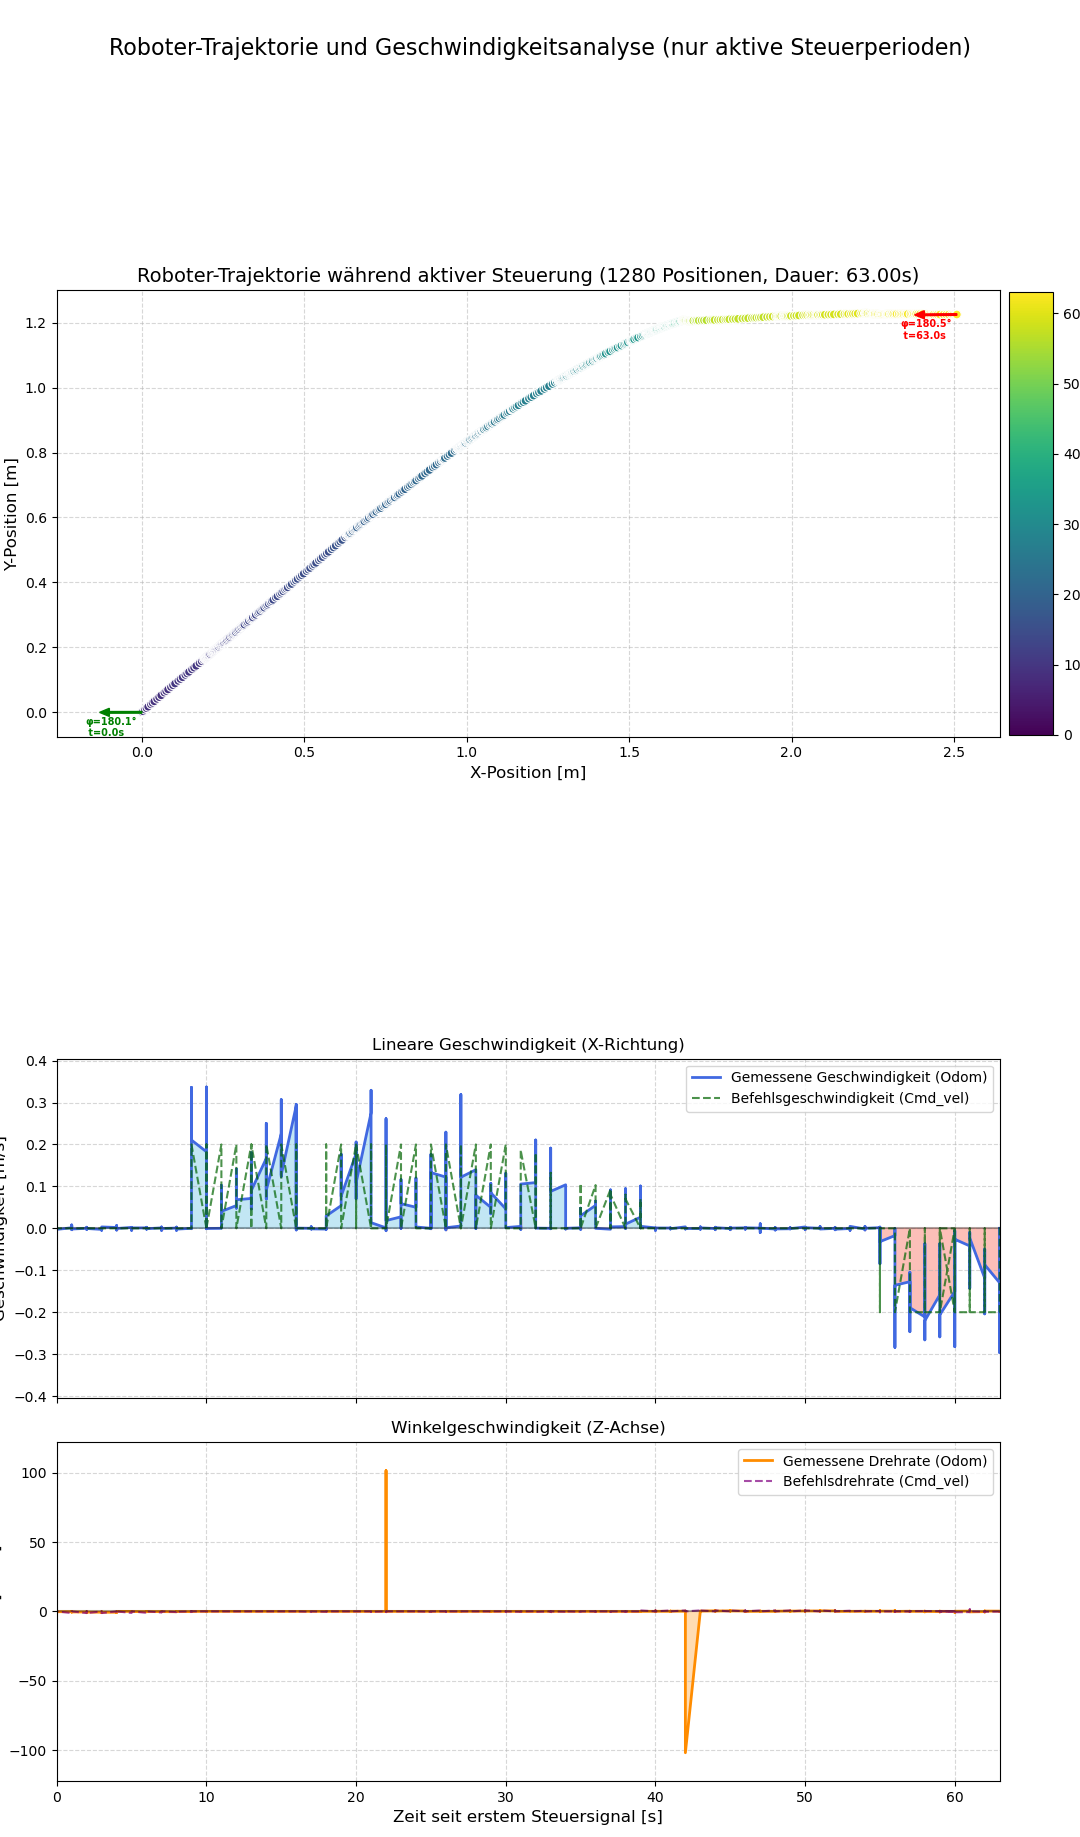 Roboter-Trajektorie und Geschwindigkeitsanalyse (nur aktive Steuerperioden)
Roboter-Trajektorie während aktiver Steuerung (1280 Positionen, Dauer: 63.00s)
Y-Position [m]
1.2
1.0
0.8
0.6
0.4
0.2
0.0
φ=180.5°
t=63.0s
φ=180.1°
t=0.0s
0.0
0.5
1.0
1.5
2.0
2.5
X-Position [m]
60
50
40
30
20
10
0
Lineare Geschwindigkeit (X-Richtung)
0.4
0.3
0.2
0.1
0.0
−0.1
−0.2
−0.3
−0.4
Gemessene Geschwindigkeit (Odom)
Befehlsgeschwindigkeit (Cmd_vel)
Winkelgeschwindigkeit (Z-Achse)
100
50
0
−50
−100
Gemessene Drehrate (Odom)
Befehlsdrehrate (Cmd_vel)
0
10
20
30
40
50
60
Zeit seit erstem Steuersignal [s]